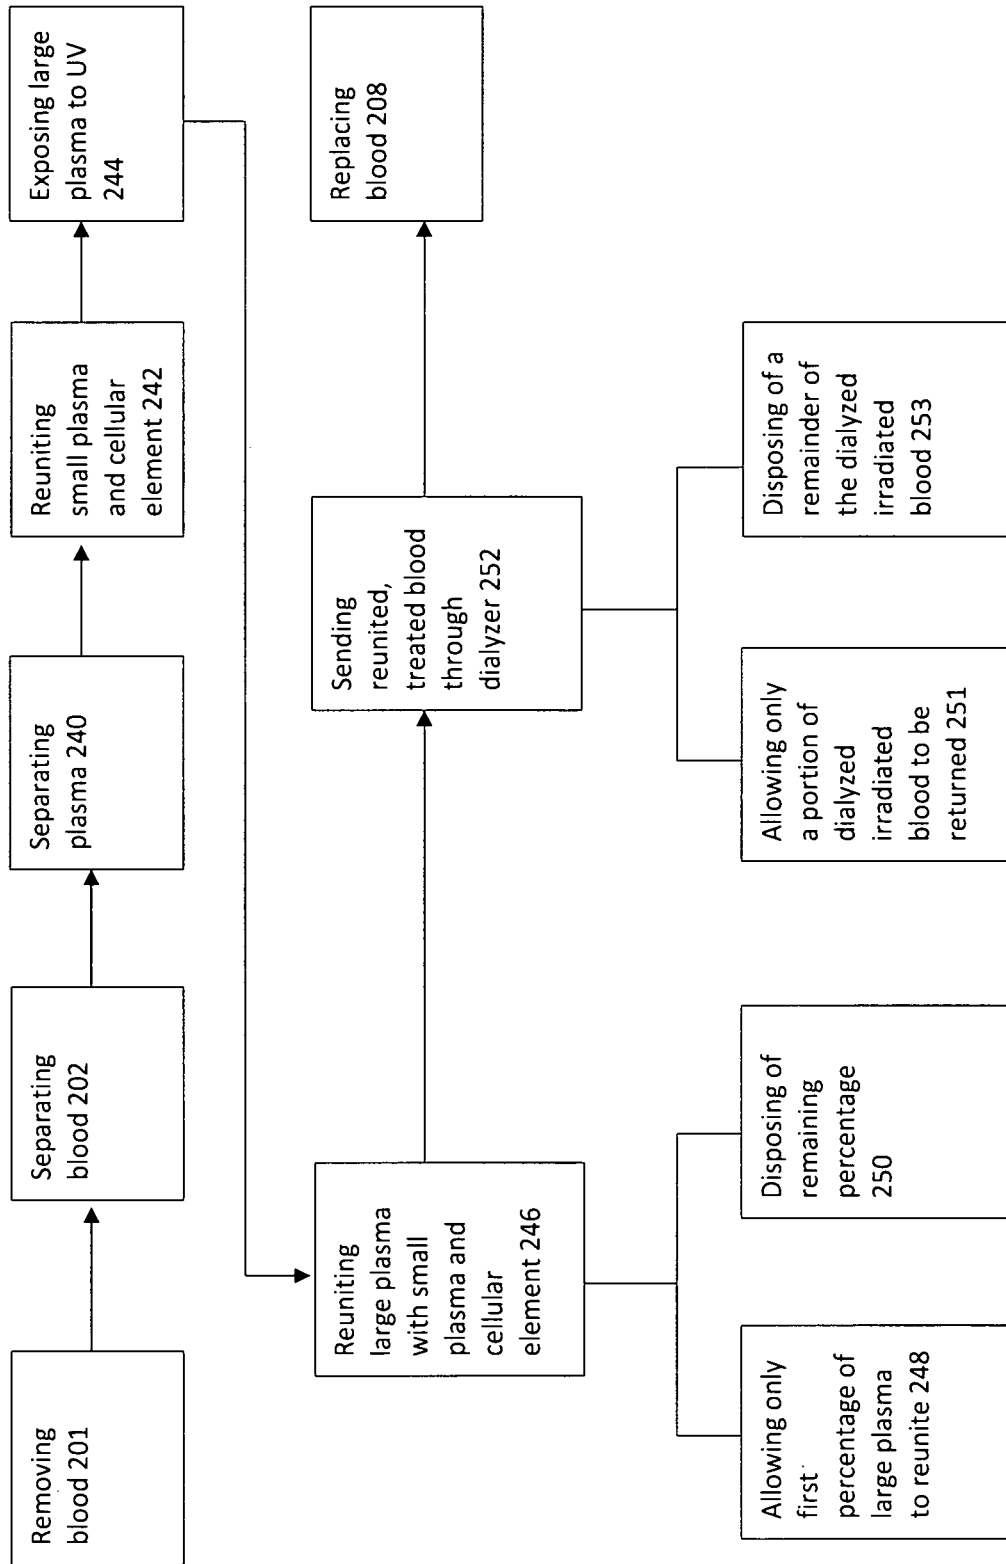 Removing
blood 201
Separating
blood 202
Separating
plasma 240
Reuniting
small plasma
and cellular
element 242
Exposing large
plasma to UV
244
Reuniting
large plasma
with small
plasma and
cellular
element 246
Sending
reunited,
treated blood
through
dialyzer 252
Replacing
blood 208
Allowing only
first
percentage of
large plasma
to reunite 248
Disposing of
remaining
percentage
250
Allowing only
a portion of
dialyzed
irradiated
blood to be
returned 251
Disposing of a
remainder of
the dialyzed
irradiated
blood 253